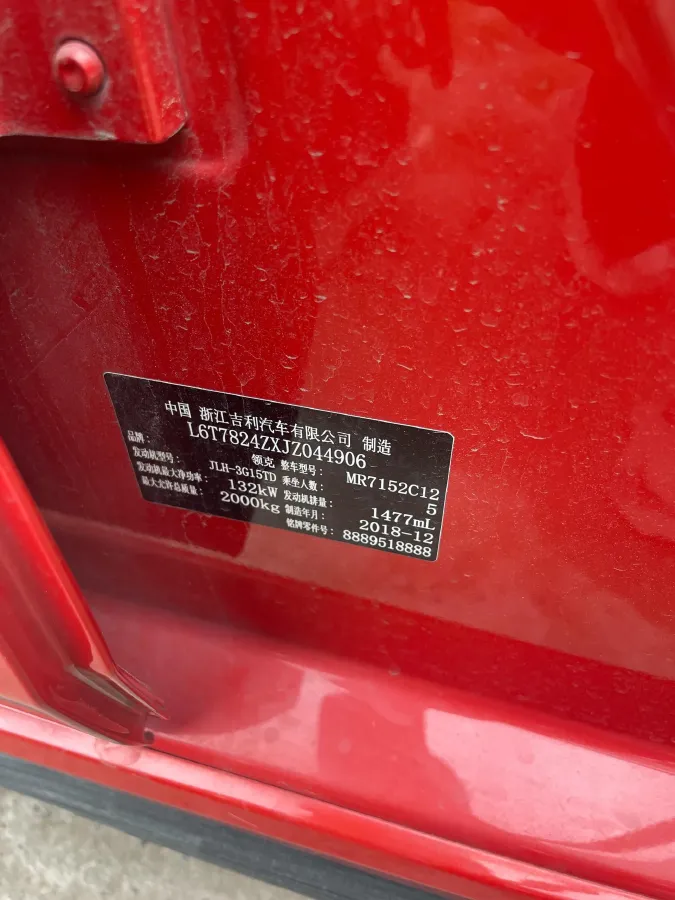 中国 浙江吉利汽车有限公司 制造
L6T7824ZXJZ044906
品牌: 领克 整车型号: MR7152C12
发动机型号: JLH-3G15TD 乘坐人数: 5
发动机最大净功率: 132kW 发动机排量: 1477mL
最大允许总质量: 2000kg 制造年月: 2018-12
铭牌零件号: 8889518888